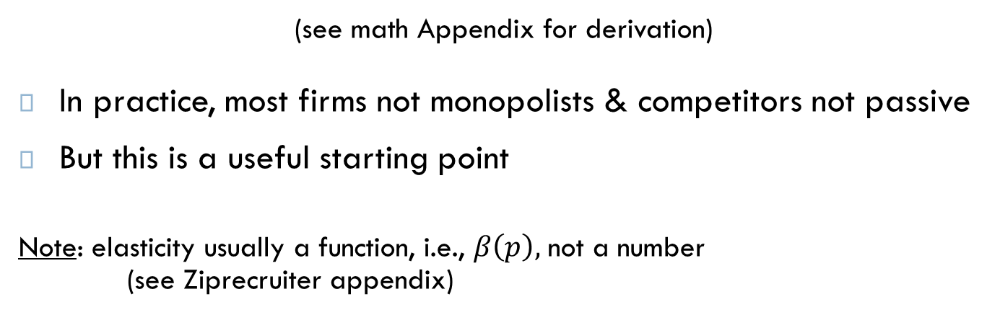 (see math Appendix for derivation)
In practice, most firms not monopolists & competitors not passive
But this is a useful starting point
Note: elasticity usually a function, i.e., β(p), not a number
(see Ziprecruiter appendix)